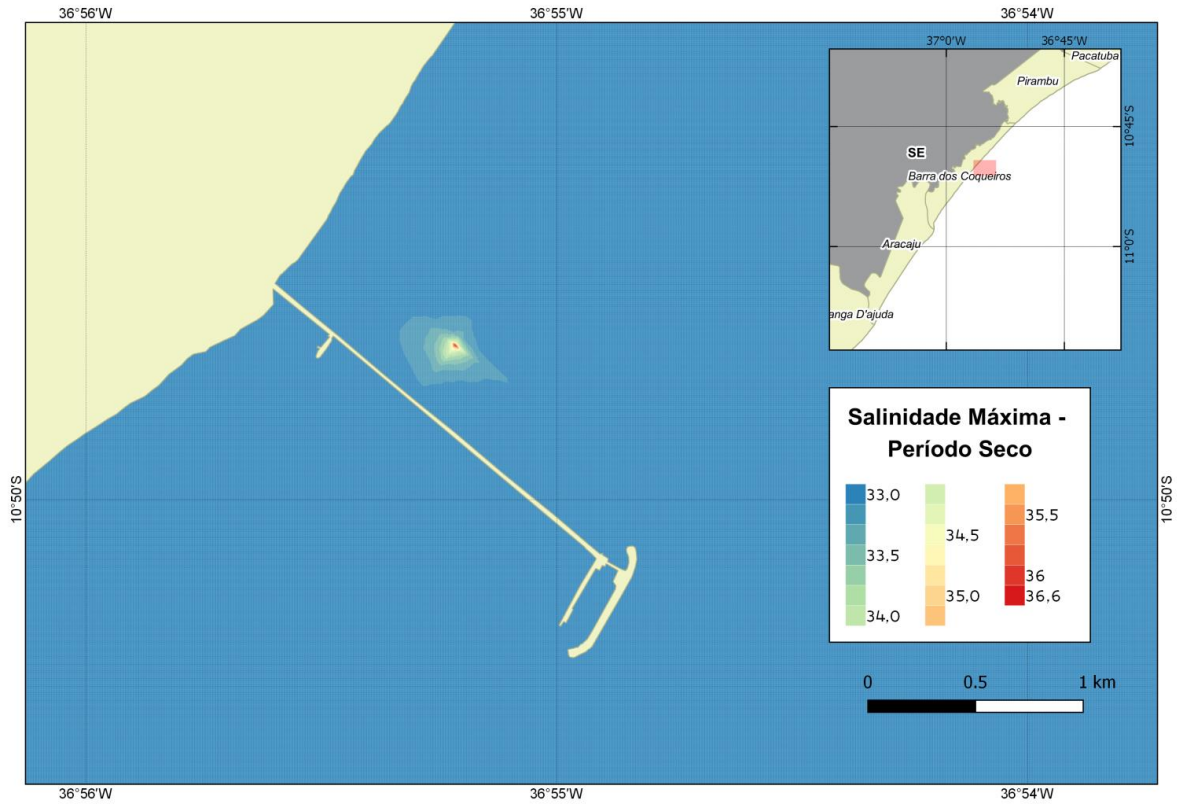 36°56'W
36°55'W
36°54'W
37°0'W
36°45'W
Pacatuba
Pirambu
10°45'S
SE
Barra dos Coqueiros
11°0'S
Aracaju
anga D'ajuda
Salinidade Máxima -
Período Seco
33,0
33,5
34,0
34,5
35,0
35,5
36
36,6
10°50'S
10°50'S
0
0.5
1 km
36°56'W
36°55'W
36°54'W